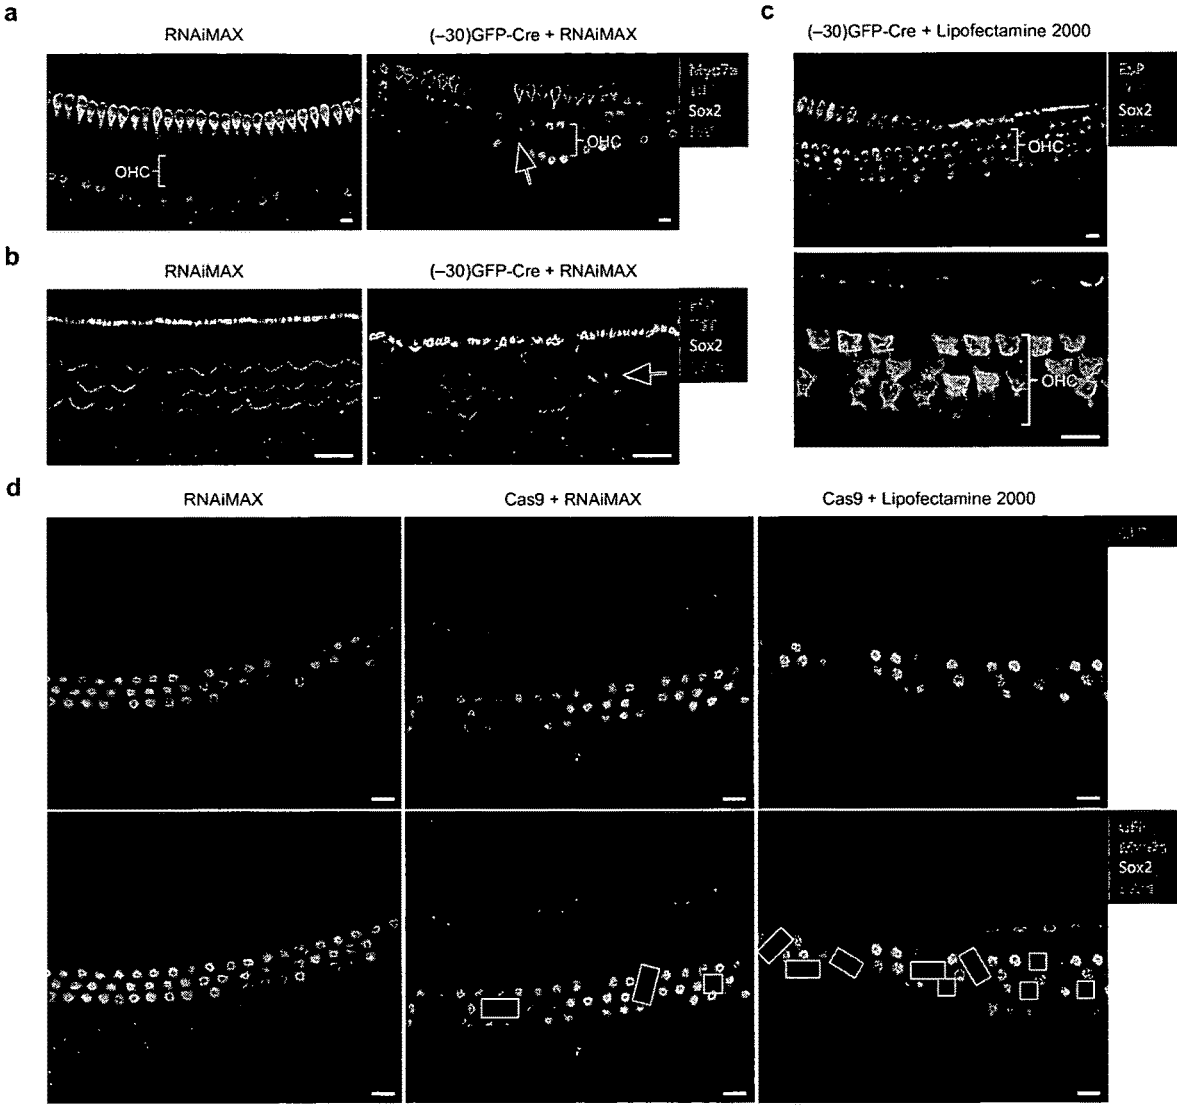 a
RNAiMAX
(–30)GFP-Cre + RNAiMAX
OHC
OHC
Myo7a
Sox2
c
(–30)GFP-Cre + Lipofectamine 2000
OHC
Sox2
OHC
b
RNAiMAX
(–30)GFP-Cre + RNAiMAX
Sox2
d
RNAiMAX
Cas9 + RNAiMAX
Cas9 + Lipofectamine 2000
Sox2